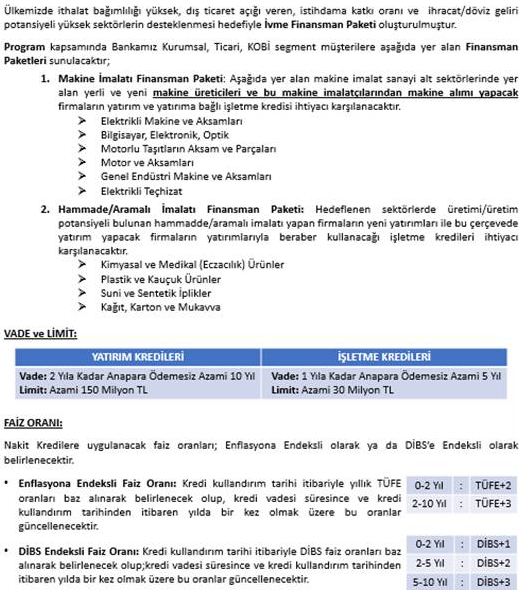 Ülkemizde ithalat bağımlılığı yüksek, dış ticaret açığı veren, istihdama katkı oranı ve ihracat/döviz geliri
potansiyeli yüksek sektörlerin desteklenmesi hedefiyle İvme Finansman Paketi oluşturulmuştur.
Program kapsamında Bankamız Kurumsal, Ticari, KOBİ segment müşterilere aşağıda yer alan Finansman
Paketleri sunulacaktır;
1. Makine İmalatı Finansman Paketi: Aşağıda yer alan makine imalat sanayi alt sektörlerinde yer
alan yerli ve yeni makine üreticileri ve bu makine imalatçılarından makine alımı yapacak
firmaların yatırım ve yatırıma bağlı işletme kredisi ihtiyacı karşılanacaktır.
➤ Elektrikli Makine ve Aksamları
➤ Bilgisayar, Elektronik, Optik
➤ Motorlu Taşıtların Aksam ve Parçaları
➤ Motor ve Aksamları
➤ Genel Endüstri Makine ve Aksamları
➤ Elektrikli Teçhizat
2. Hammade/Aramalı İmalatı Finansman Paketi: Hedeflenen sektörlerde üretimi/üretim
potansiyeli bulunan hammadde/aramalı imalatı yapan firmaların yeni yatırımları ile bu çerçevede
yatırım yapacak firmaların yatırımlarıyla beraber kullanacağı işletme kredileri ihtiyacı
karşılanacaktır.
➤ Kimyasal ve Medikal (Eczacılık) Ürünler
➤ Plastik ve Kauçuk Ürünler
➤ Suni ve Sentetik İplikler
➤ Kağıt, Karton ve Mukavva
VADE ve LİMİT:
YATIRIM KREDİLERİ İŞLETME KREDİLERİ
Vade: 2 Yıla Kadar Anapara Ödemesiz Azami 10 Yıl Vade: 1 Yıla Kadar Anapara Ödemesiz Azami 5 Yıl
Limit: Azami 150 Milyon TL Limit: Azami 30 Milyon TL
FAİZ ORANI:
Nakit Kredilere uygulanacak faiz oranları; Enflasyona Endeksli olarak ya da DİBS'e Endeksli olarak
belirlenecektir.
• Enflasyona Endeksli Faiz Oranı: Kredi kullandırım tarihi itibariyle yıllık TÜFE
oranları baz alınarak belirlenecek olup, kredi vadesi süresince ve kredi
kullandırım tarihinden itibaren yılda bir kez olmak üzere bu oranlar
güncellenecektir.
0-2 Yıl : TÜFE+2
2-10 Yıl : TÜFE+3
• DİBS Endeksli Faiz Oranı: Kredi kullandırım tarihi itibariyle DİBS faiz oranları baz
alınarak belirlenecek olup;kredi vadesi süresince ve kredi kullandırım tarihinden
itibaren yılda bir kez olmak üzere bu oranlar güncellenecektir.
0-2 Yıl : DİBS+1
2-5 Yıl : DİBS+2
5-10 Yıl : DİBS+3